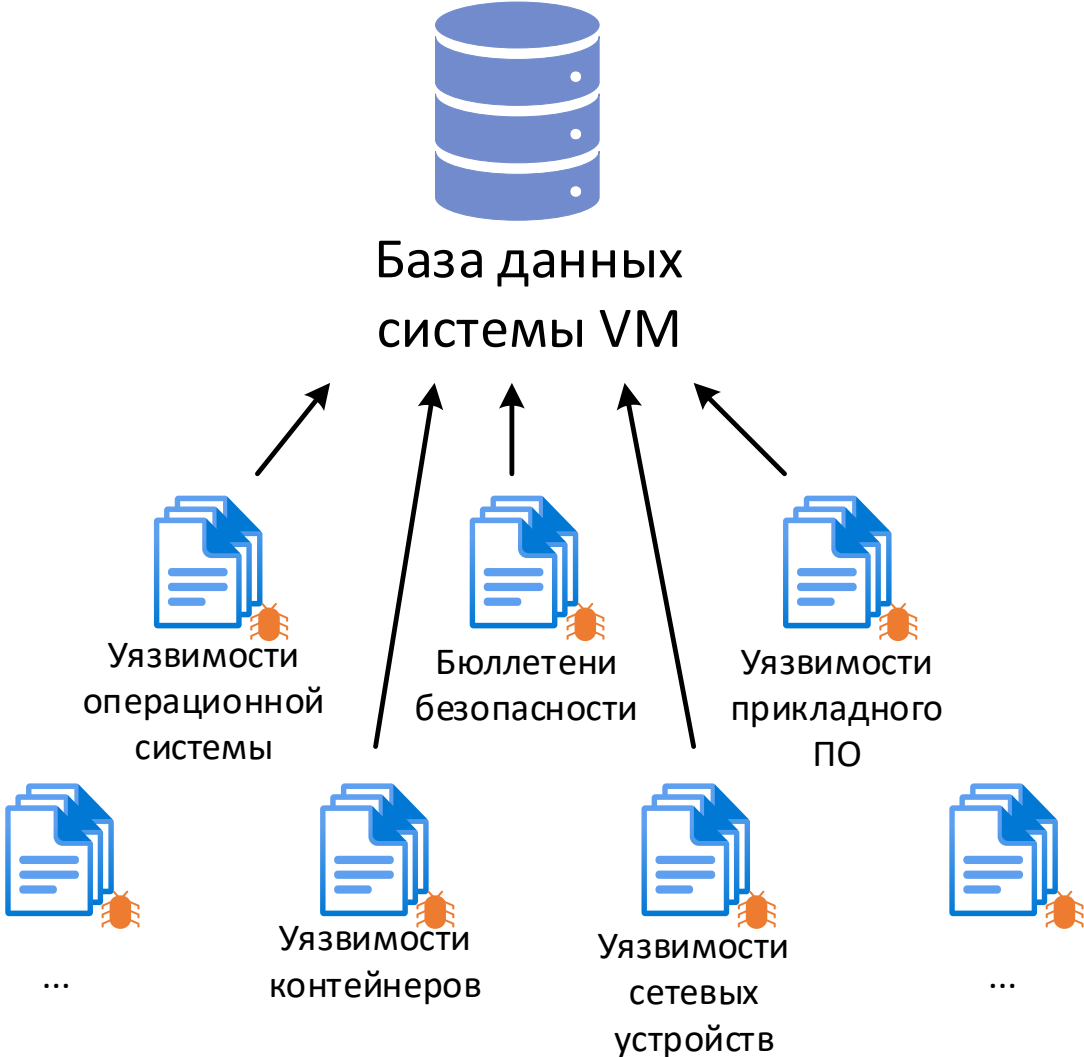 База данных
системы VM
Уязвимости
операционной
системы
Бюллетени
безопасности
Уязвимости
прикладного
ПО
...
Уязвимости
контейнеров
Уязвимости
сетевых
устройств
...